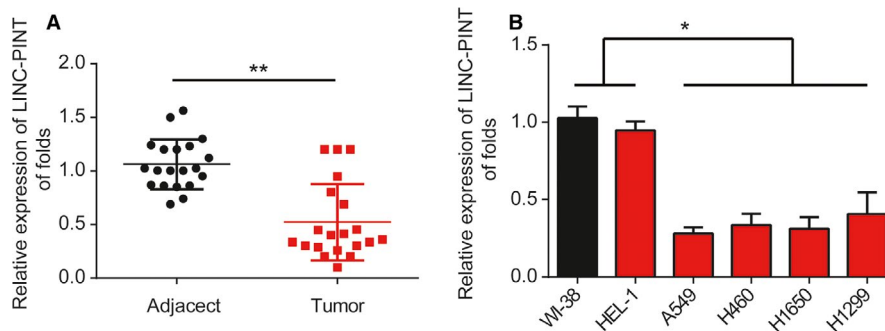 A
Relative expression of LINC-PINT
of folds
2.0
1.5
1.0
0.5
0.0
**
Adjacect
Tumor
B
Relative expression of LINC-PINT
of folds
1.5
1.0
0.5
0.0
*
WI-38
HEL-1
A549
H460
H1650
H1299